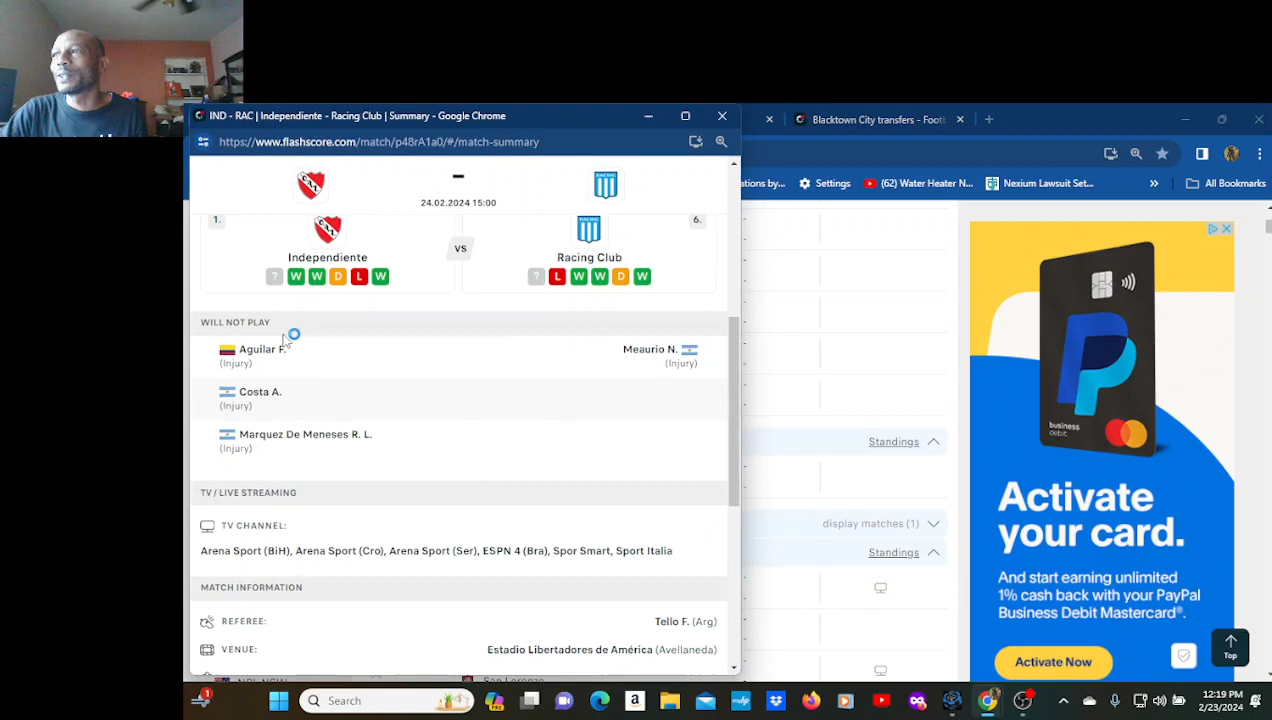 IND - RAC | Independiente - Racing Club | Summary - Google Chrome
https://www.flashscore.com/match/p48rA1a0/#/match-summary
24.02.2024 15:00
1.
6.
VS
Independiente
Racing Club
? W W D L W
? L W W D W
WILL NOT PLAY
Aguilar F.
(Injury)
Meaurio N.
(Injury)
Costa A.
(Injury)
Marquez De Meneses R. L.
(Injury)
TV / LIVE STREAMING
TV CHANNEL:
Arena Sport (BiH), Arena Sport (Cro), Arena Sport (Ser), ESPN 4 (Bra), Spor Smart, Sport Italia
MATCH INFORMATION
REFEREE:
Tello F. (Arg)
VENUE:
Estadio Libertadores de América (Avellaneda)
Blacktown City transfers - Footb
Settings
(62) Water Heater N...
Nexium Lawsuit Set...
All Bookmarks
Standings
display matches (1)
Standings
PayPal
business
debit
Activate
your card.
And start earning unlimited
1% cash back with your PayPal
Business Debit Mastercard®.
Activate Now
Top
San Lorenzo
Search
12:19 PM
2/23/2024